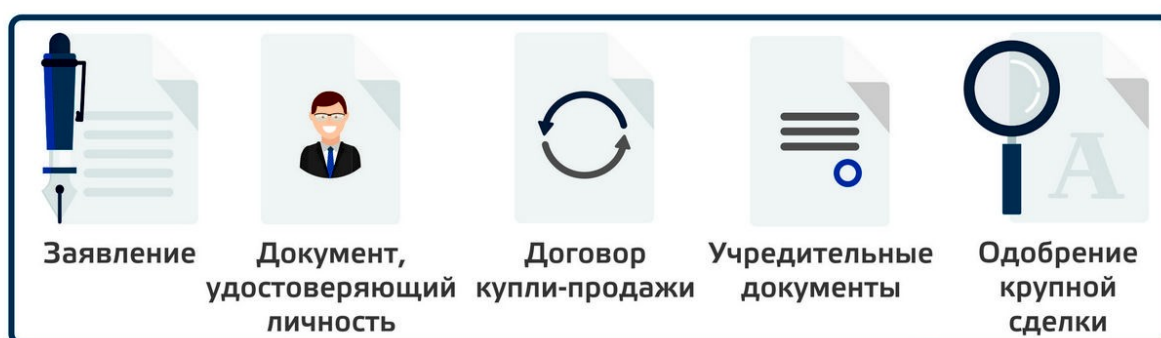 Заявление
Документ,
удостоверяющий
личность
Договор
купли-продажи
Учредительные
документы
Одобрение
крупной
сделки
A